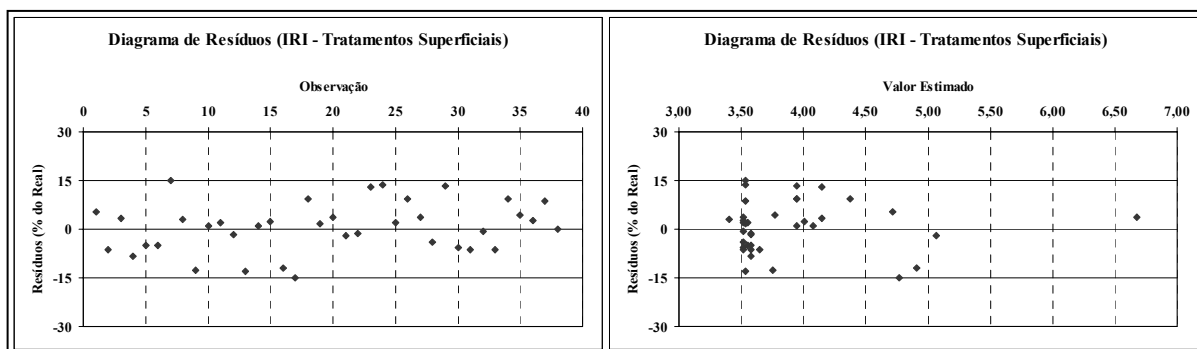 Diagrama de Resíduos (IRI - Tratamentos Superficiais)
Observação
0 5 10 15 20 25 30 35 40
30
15
0
-15
-30
Resíduos (% do Real)
Diagrama de Resíduos (IRI - Tratamentos Superficiais)
Valor Estimado
3,00 3,50 4,00 4,50 5,00 5,50 6,00 6,50 7,00
30
15
0
-15
-30
Resíduos (% do Real)